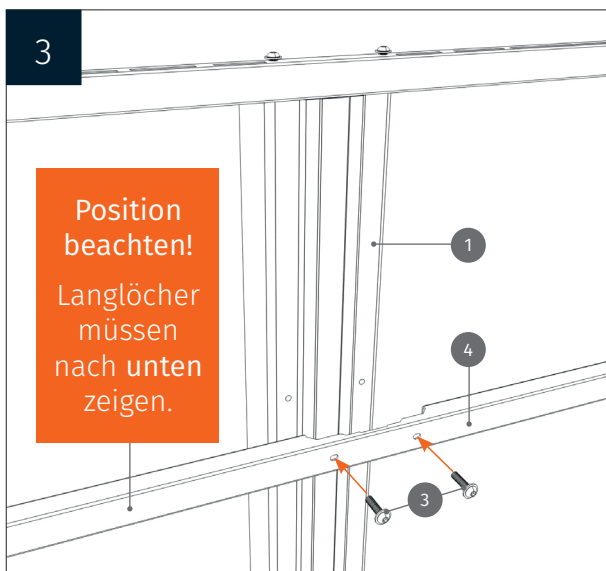 3
Position
beachten!
Langlöcher
müssen
nach unten
zeigen.
1
4
3